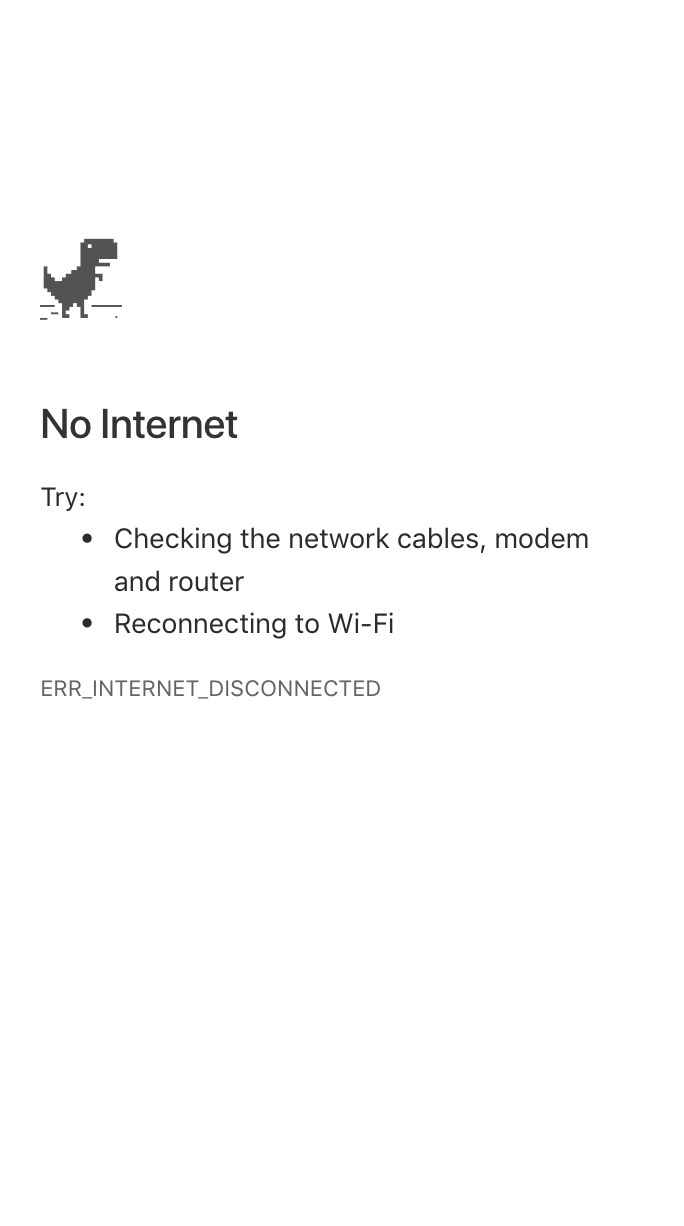 No Internet
Try:
• Checking the network cables, modem
and router
• Reconnecting to Wi-Fi
ERR_INTERNET_DISCONNECTED